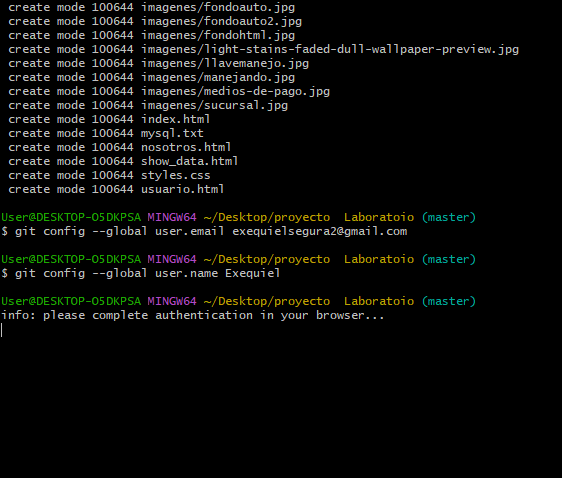 create mode 100644 imagenes/fondoauto.jpg
create mode 100644 imagenes/fondoauto2.jpg
create mode 100644 imagenes/fondohtml.jpg
create mode 100644 imagenes/light-stains-faded-dull-wallpaper-preview.jpg
create mode 100644 imagenes/llavemanejo.jpg
create mode 100644 imagenes/manejando.jpg
create mode 100644 imagenes/medios-de-pago.jpg
create mode 100644 imagenes/sucursal.jpg
create mode 100644 index.html
create mode 100644 mysql.txt
create mode 100644 nosotros.html
create mode 100644 show_data.html
create mode 100644 styles.css
create mode 100644 usuario.html
User@DESKTOP-O5DKPSA MINGW64 ~/Desktop/proyecto  Laboratoio (master)
$ git config --global user.email exequielsegura2@gmail.com
User@DESKTOP-O5DKPSA MINGW64 ~/Desktop/proyecto  Laboratoio (master)
$ git config --global user.name Exequiel
User@DESKTOP-O5DKPSA MINGW64 ~/Desktop/proyecto  Laboratoio (master)
info: please complete authentication in your browser...